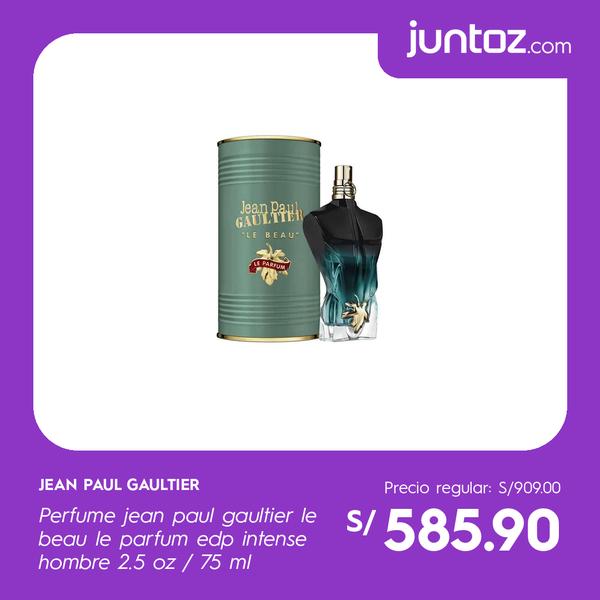 juntoz.com
Jean Paul
GAULTIER
"LE BEAU"
LE PARFUM
JEAN PAUL GAULTIER
Perfume jean paul gaultier le
beau le parfum edp intense
hombre 2.5 oz / 75 ml
Precio regular: S/909.00
S/ 585.90